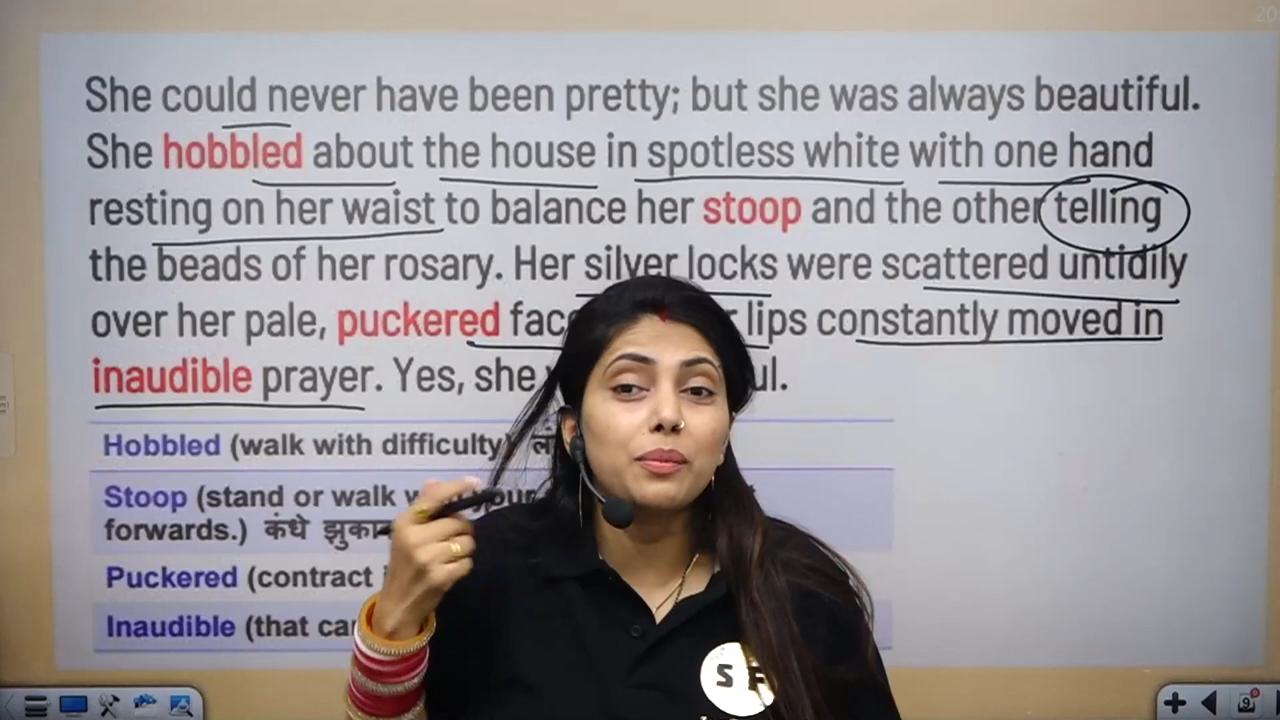 She could never have been pretty; but she was always beautiful.
She hobbled about the house in spotless white with one hand
resting on her waist to balance her stoop and the other telling
the beads of her rosary. Her silver locks were scattered untidily
over her pale, puckered lips constantly moved in
inaudible prayer. Yes, she
Hobbled (walk with difficulty)
Stoop (stand or walk your
forwards.) कंधे
Puckered (contract
Inaudible (that
S F